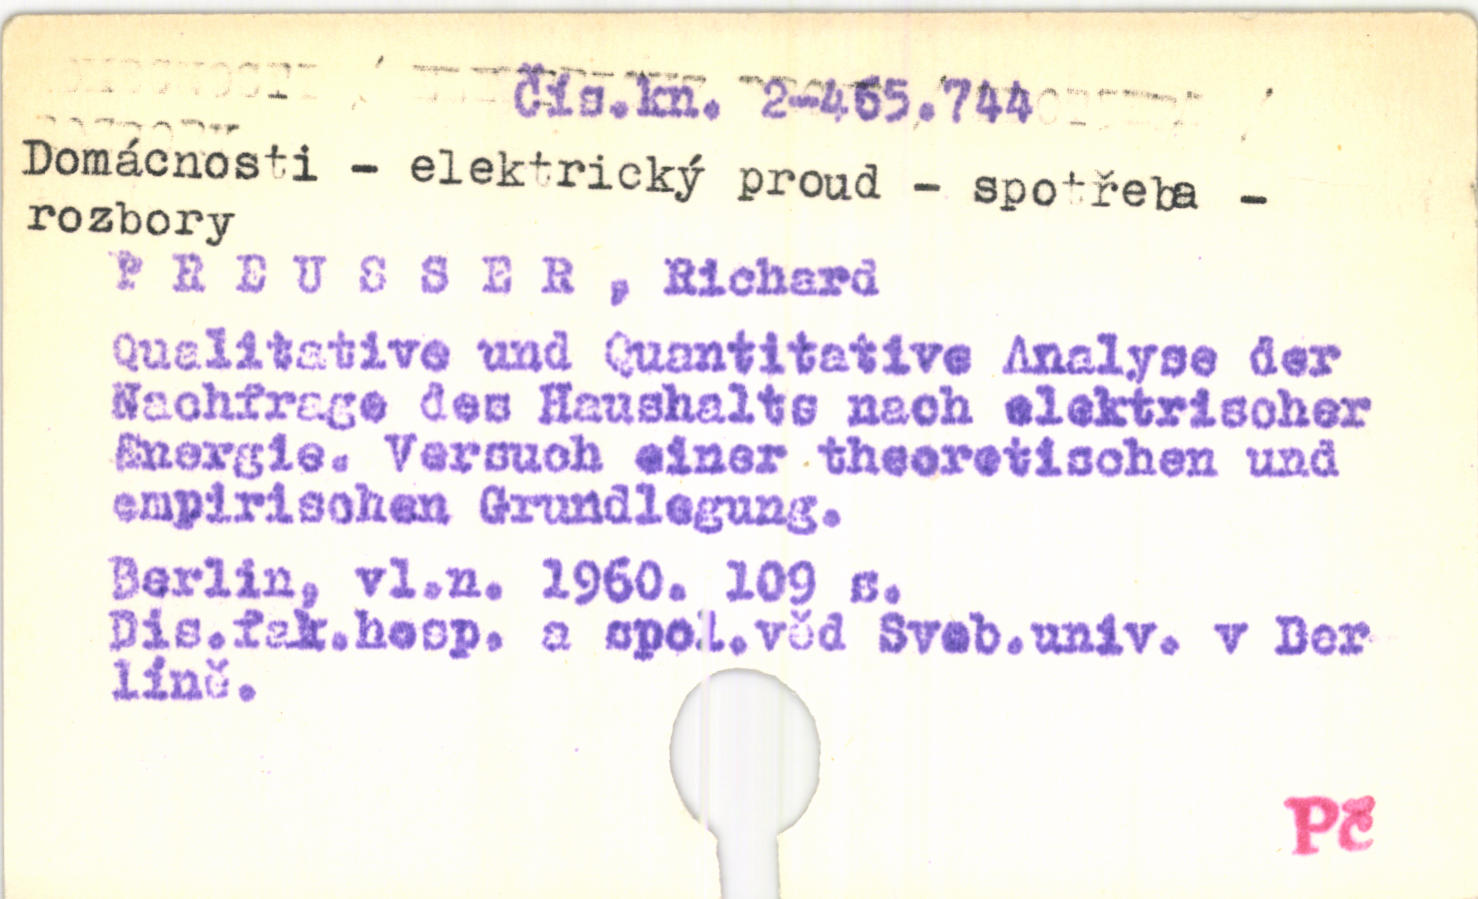 Čís.kn. 2-465.744
Domácnosti - elektrický proud - spotřeba -
rozbory
P R E U S S E R , Richard
Qualitative und Quantitative Analyse der
Nachfrage des Haushalts nach elektrischer
Energie. Versuch einer theoretischen und
empirischen Grundlegung.
Berlin, vl.n. 1960. 109 s.
Dis.fak.hosp. a spol.věd Svob.univ. v Ber
líně.
Pč